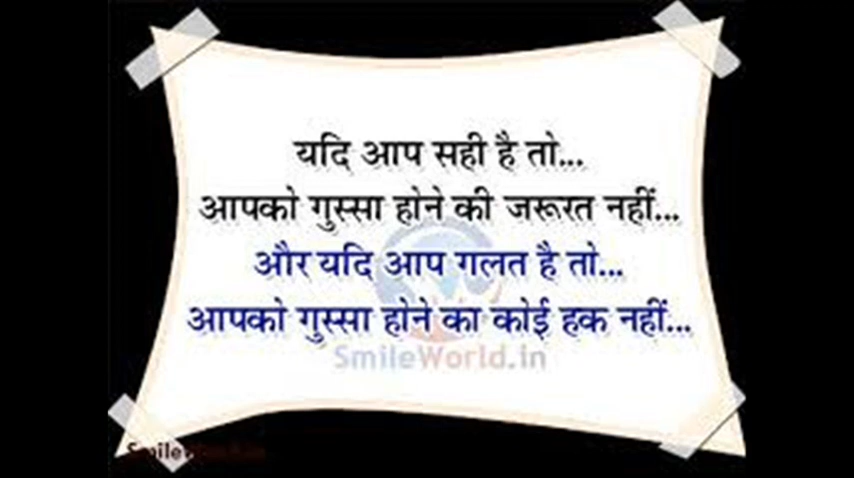 यदि आप सही है तो...
आपको गुस्सा होने की जरूरत नहीं...
और यदि आप गलत है तो...
आपको गुस्सा होने का कोई हक नहीं...
SmileWorld.in